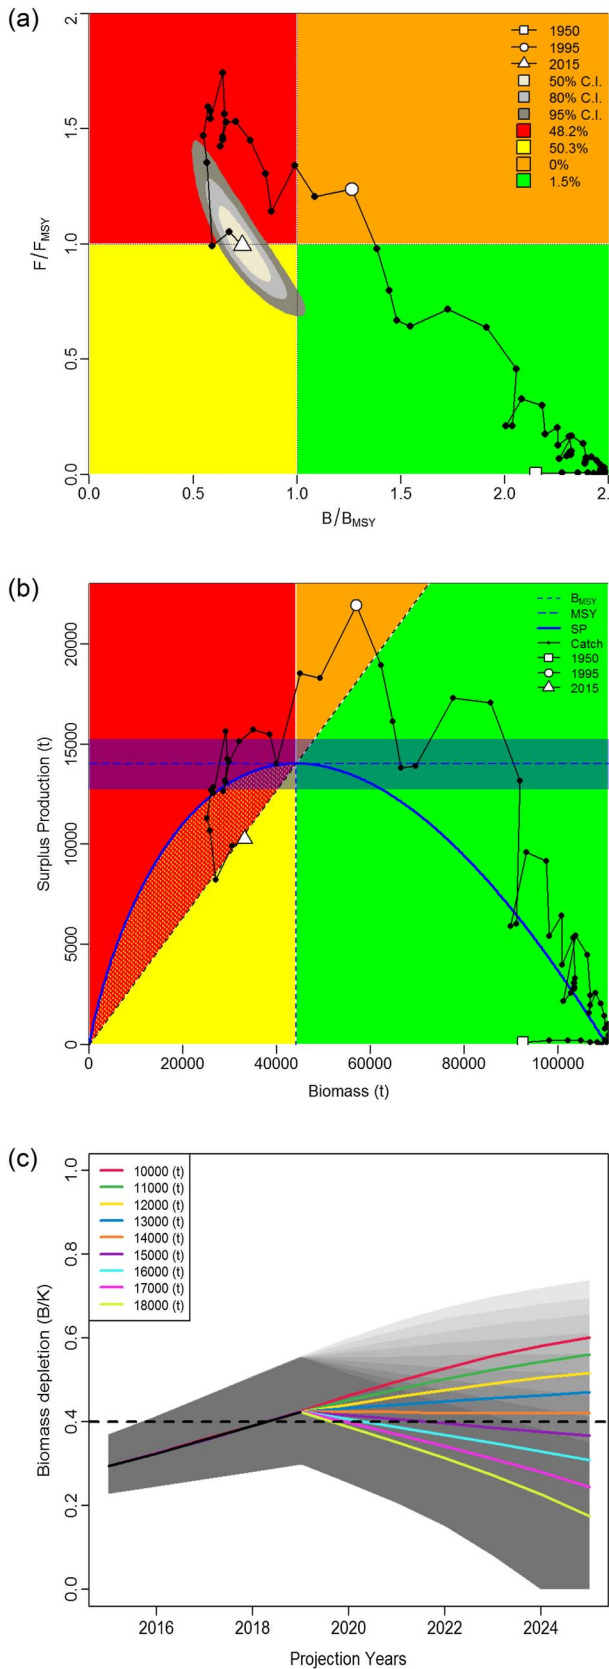 (a)
2.
1.5
1.0
0.5
0.0
F/F_MSY
1950
1995
2015
50% C.I.
80% C.I.
95% C.I.
48.2%
50.3%
0%
1.5%
0.0
0.5
1.0
1.5
2.0
2.
B/B_MSY
(b)
20000
15000
10000
5000
0
Surplus Production (t)
B_MSY
MSY
SP
Catch
1950
1995
2015
0
20000
40000
60000
80000
100000
Biomass (t)
(c)
1.0
0.8
0.6
0.4
0.2
0.0
Biomass depletion (B/K)
10000 (t)
11000 (t)
12000 (t)
13000 (t)
14000 (t)
15000 (t)
16000 (t)
17000 (t)
18000 (t)
2016
2018
2020
2022
2024
Projection Years